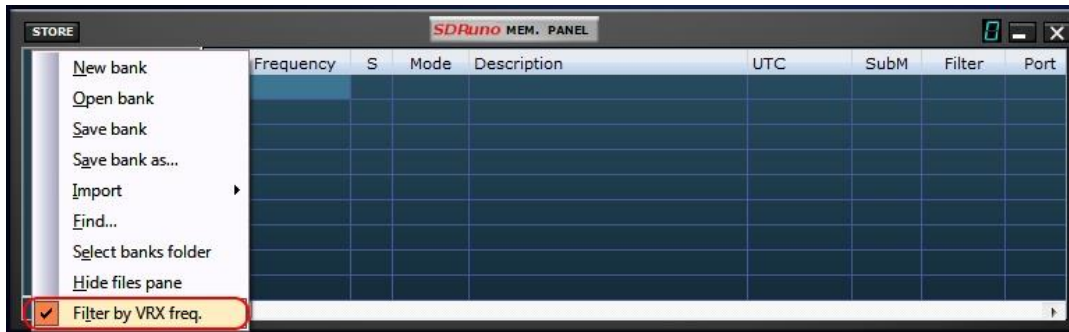 STORE
SDRuno MEM. PANEL
0
Frequency S Mode Description UTC SubM Filter Port
New bank
Open bank
Save bank
Save bank as...
Import
Find...
Select banks folder
Hide files pane
Filter by VRX freq.